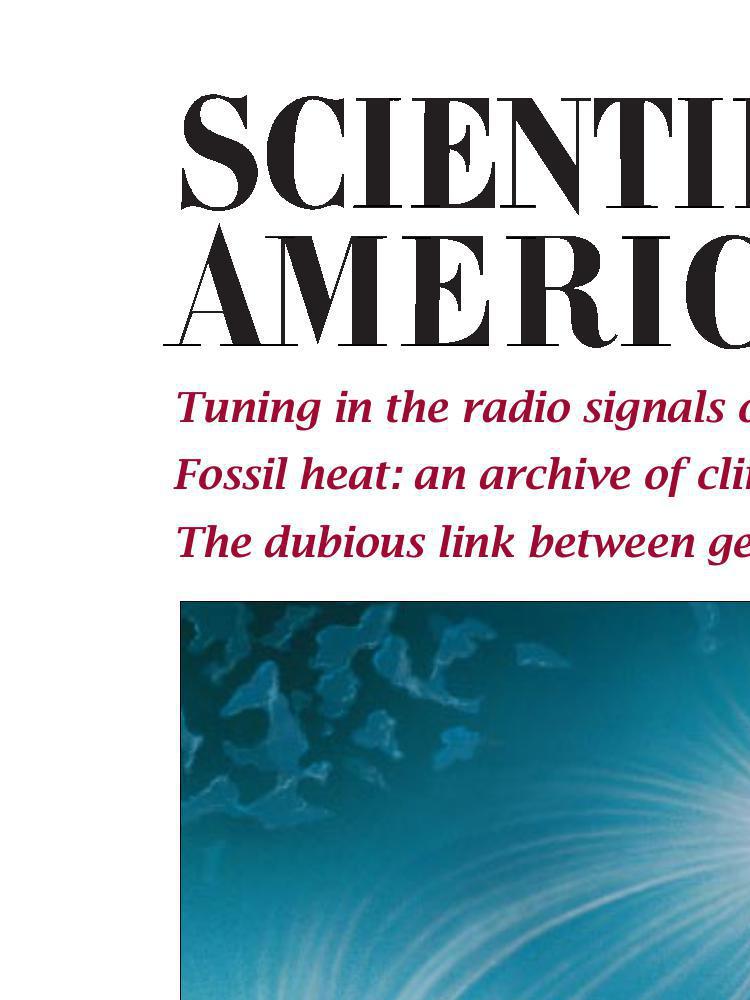 SCIENTI
AMERIC
Tuning in the radio signals
Fossil heat: an archive of cli
The dubious link between ge